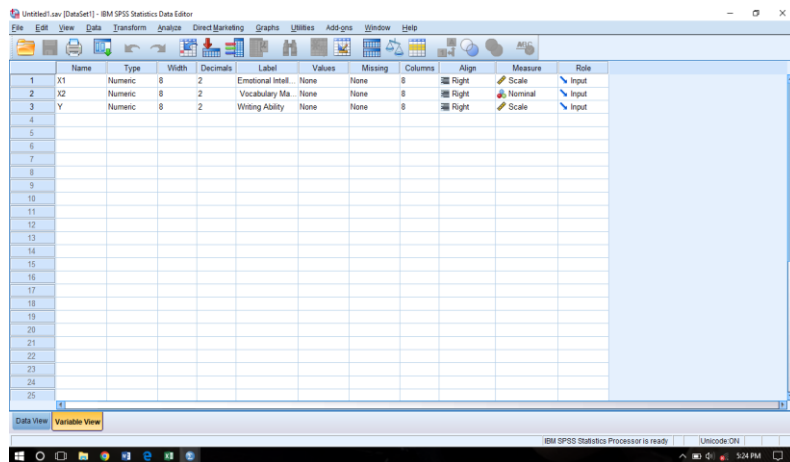 Untitled1.sav [DataSet1] - IBM SPSS Statistics Data Editor
File Edit View Data Transform Analyze Direct Marketing Graphs Utilities Add-ons Window Help
Name Type Width Decimals Label Values Missing Columns Align Measure Role
1 X1 Numeric 8 2 Emotional Intell... None None 8 Right Scale Input
2 X2 Numeric 8 2 Vocabulary Ma... None None 8 Right Nominal Input
3 Y Numeric 8 2 Writing Ability None None 8 Right Scale Input
4
5
6
7
8
9
10
11
12
13
14
15
16
17
18
19
20
21
22
23
24
25
Data View Variable View
IBM SPSS Statistics Processor is ready Unicode:ON
5:24 PM